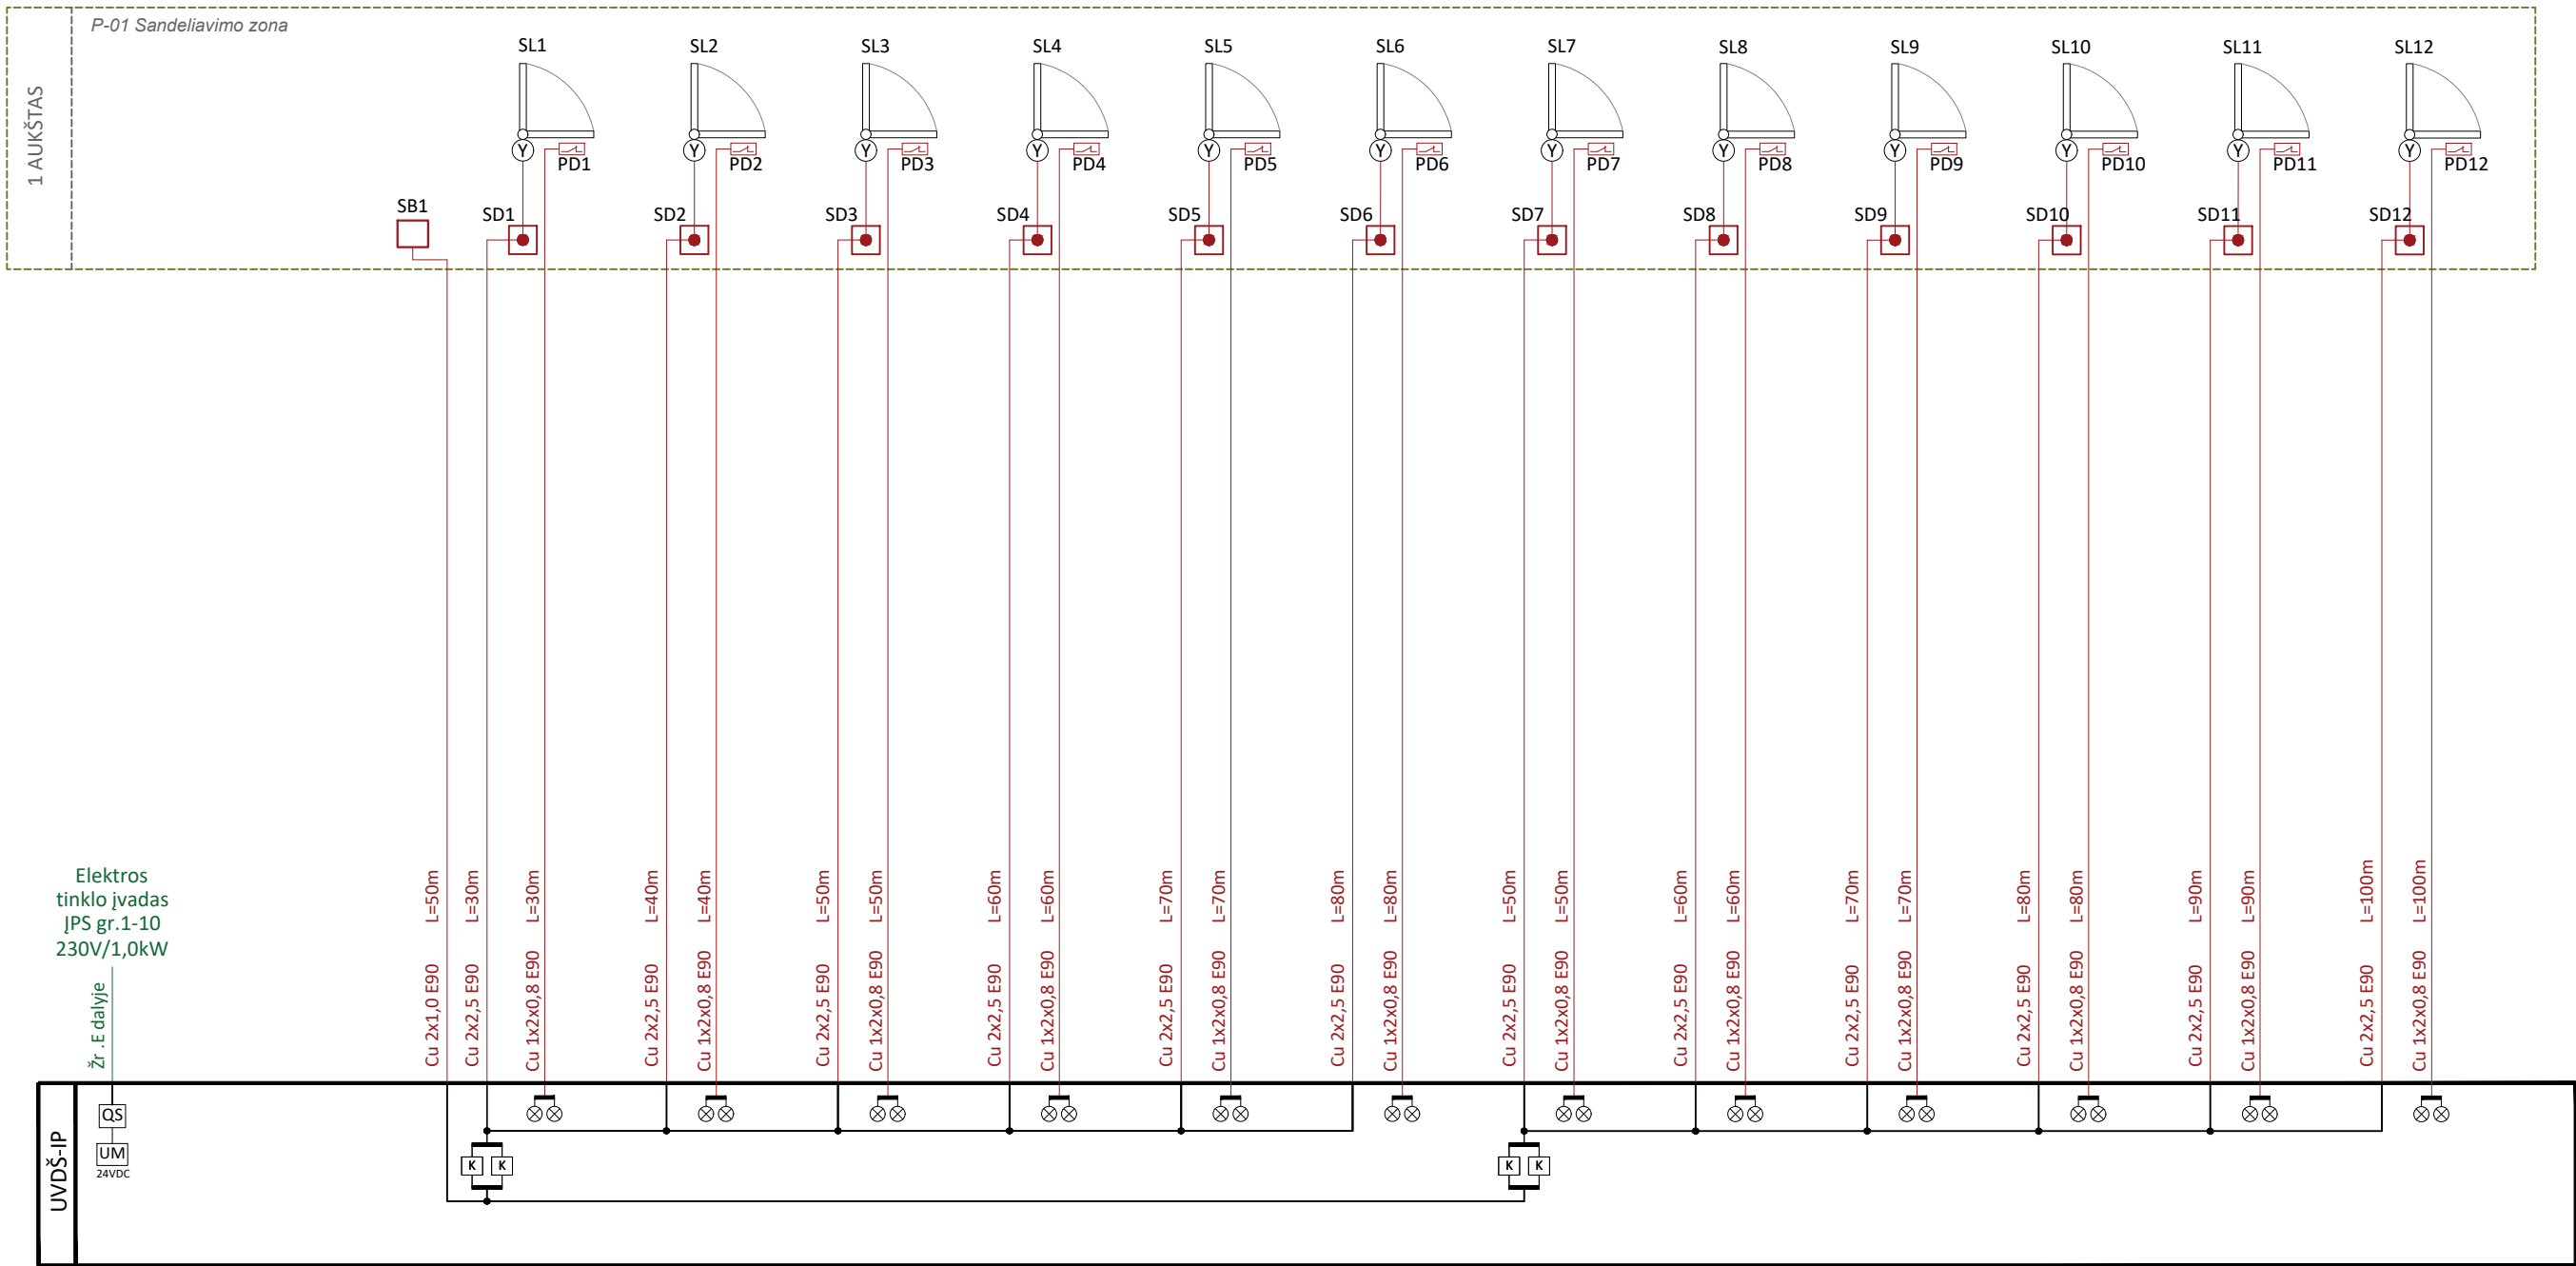 P-01 Sandeliavimo zona
1 AUKŠTAS
SL1 SL2 SL3 SL4 SL5 SL6 SL7 SL8 SL9 SL10 SL11 SL12
Y Y Y Y Y Y Y Y Y Y Y Y
PD1 PD2 PD3 PD4 PD5 PD6 PD7 PD8 PD9 PD10 PD11 PD12
SB1 SD1 SD2 SD3 SD4 SD5 SD6 SD7 SD8 SD9 SD10 SD11 SD12
Elektros
tinklo įvadas
ĮPS gr.1-10
230V/1,0kW
Žr .E dalyje
Cu 2x1,0 E90 L=50m
Cu 2x2,5 E90 L=30m
Cu 1x2x0,8 E90 L=30m
Cu 2x2,5 E90 L=40m
Cu 1x2x0,8 E90 L=40m
Cu 2x2,5 E90 L=50m
Cu 1x2x0,8 E90 L=50m
Cu 2x2,5 E90 L=60m
Cu 1x2x0,8 E90 L=60m
Cu 2x2,5 E90 L=70m
Cu 1x2x0,8 E90 L=70m
Cu 2x2,5 E90 L=80m
Cu 1x2x0,8 E90 L=80m
Cu 2x2,5 E90 L=50m
Cu 1x2x0,8 E90 L=50m
Cu 2x2,5 E90 L=60m
Cu 1x2x0,8 E90 L=60m
Cu 2x2,5 E90 L=70m
Cu 1x2x0,8 E90 L=70m
Cu 2x2,5 E90 L=80m
Cu 1x2x0,8 E90 L=80m
Cu 2x2,5 E90 L=90m
Cu 1x2x0,8 E90 L=90m
Cu 2x2,5 E90 L=100m
Cu 1x2x0,8 E90 L=100m
UVDŠ-IP
QS
UM
24VDC
K K K K